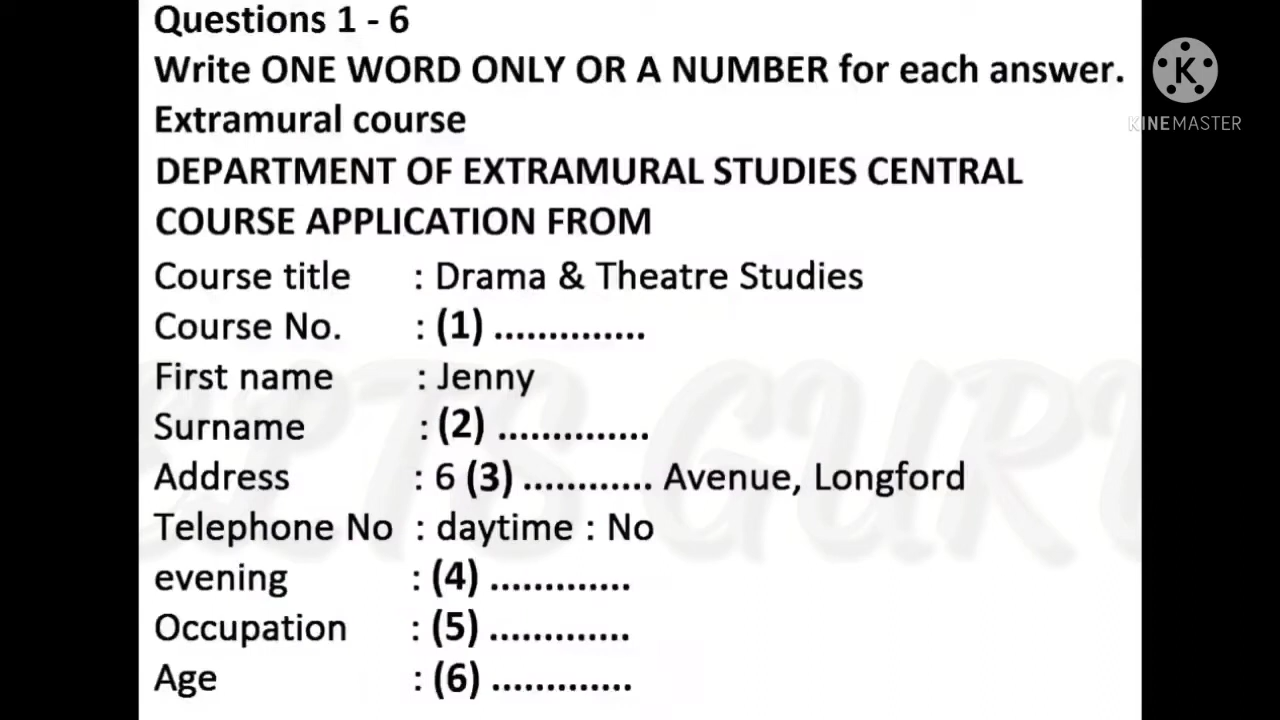 Questions 1 - 6
Write ONE WORD ONLY OR A NUMBER for each answer.
Extramural course
DEPARTMENT OF EXTRAMURAL STUDIES CENTRAL
COURSE APPLICATION FROM
Course title : Drama & Theatre Studies
Course No. : (1) ..............
First name : Jenny
Surname : (2) ..............
Address : 6 (3) ............ Avenue, Longford
Telephone No : daytime : No
evening : (4) .............
Occupation : (5) .............
Age : (6) .............
K
KINEMASTER